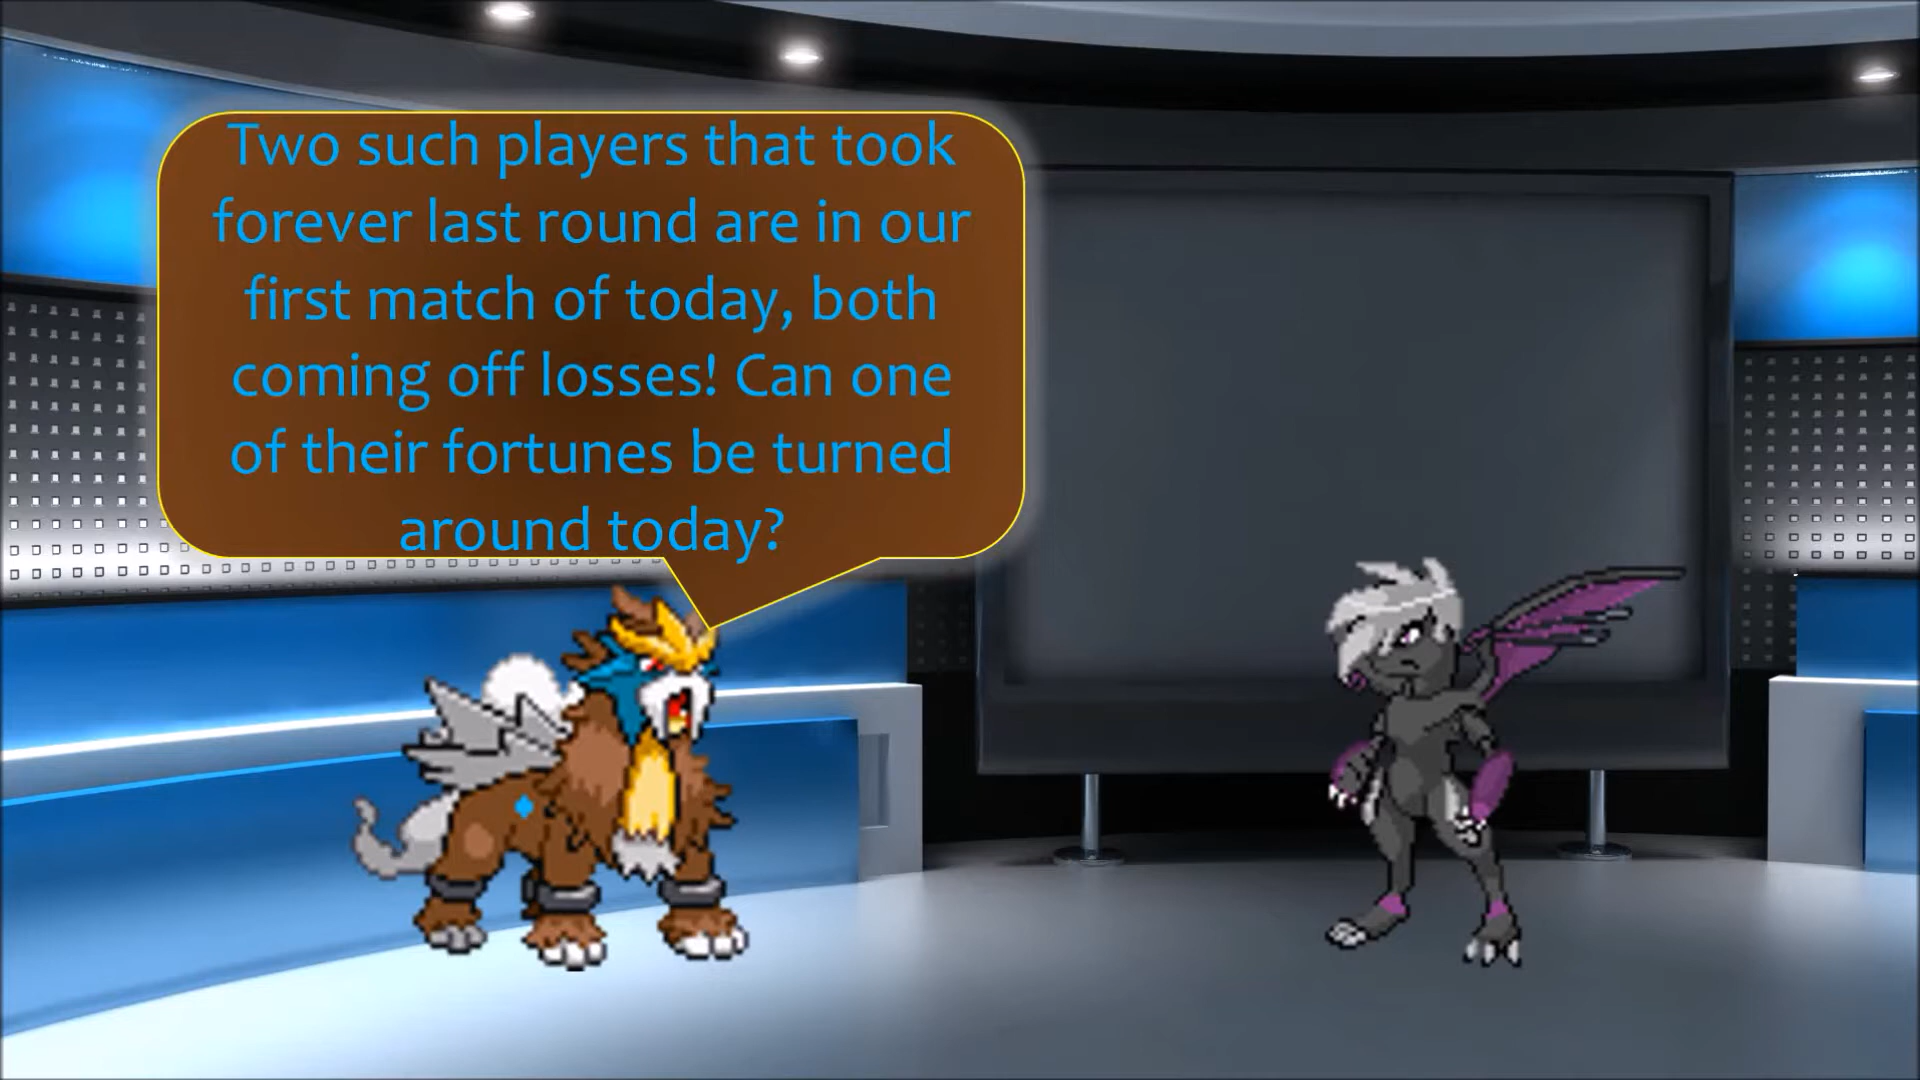 Two such players that took
forever last round are in our
first match of today, both
coming off losses! Can one
of their fortunes be turned
around today?